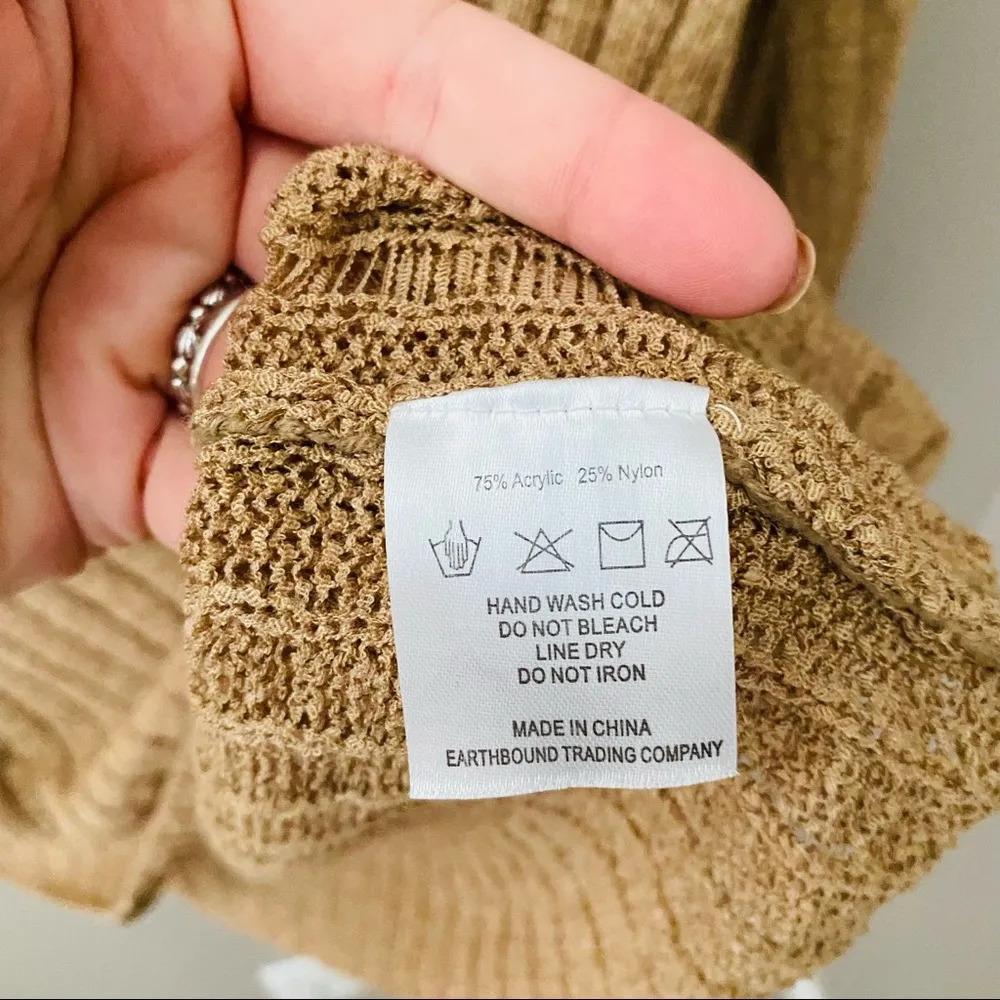 75% Acrylic 25% Nylon
HAND WASH COLD
DO NOT BLEACH
LINE DRY
DO NOT IRON
MADE IN CHINA
EARTHBOUND TRADING COMPANY